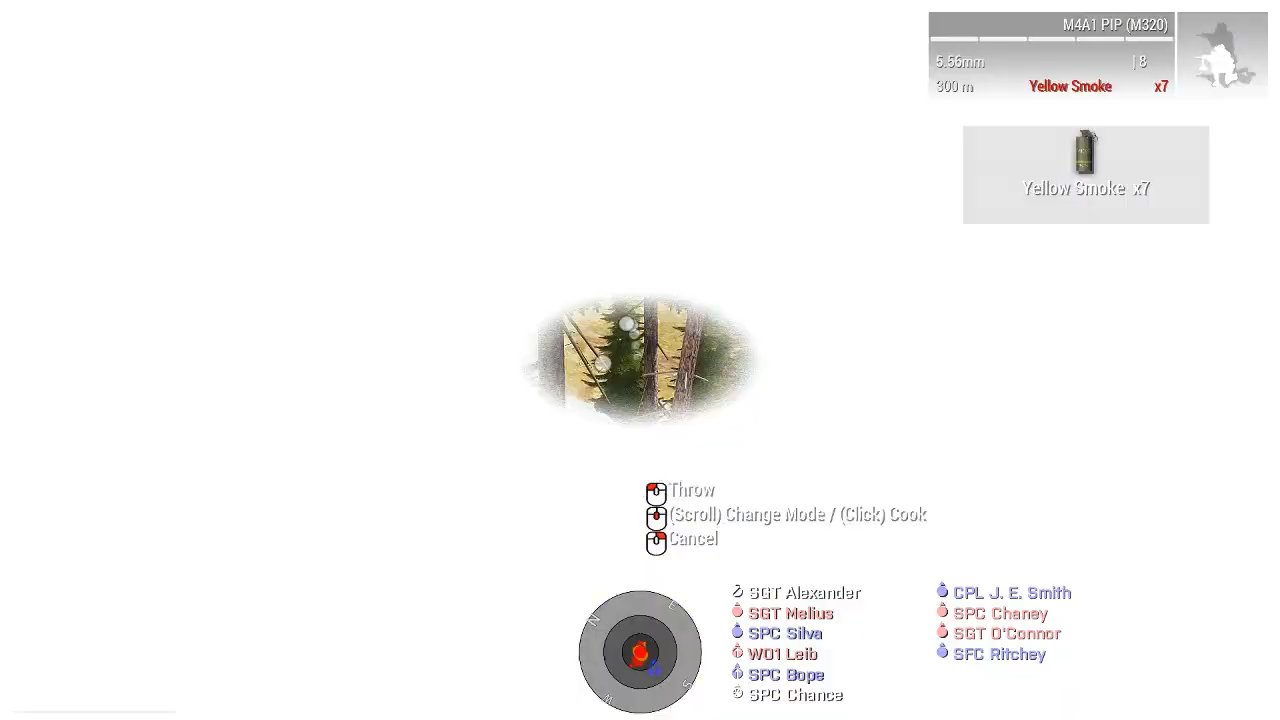 M4A1 PIP (M320)
5.56mm | 8
300 m Yellow Smoke x7
Yellow Smoke x7
Throw
(Scroll) Change Mode / (Click) Cook
Cancel
N E S W
SGT Alexander
SGT Melius
SPC Silva
WO1 Leib
SPC Bope
SPC Chance
CPL J. E. Smith
SPC Chaney
SGT O'Connor
SFC Ritchey